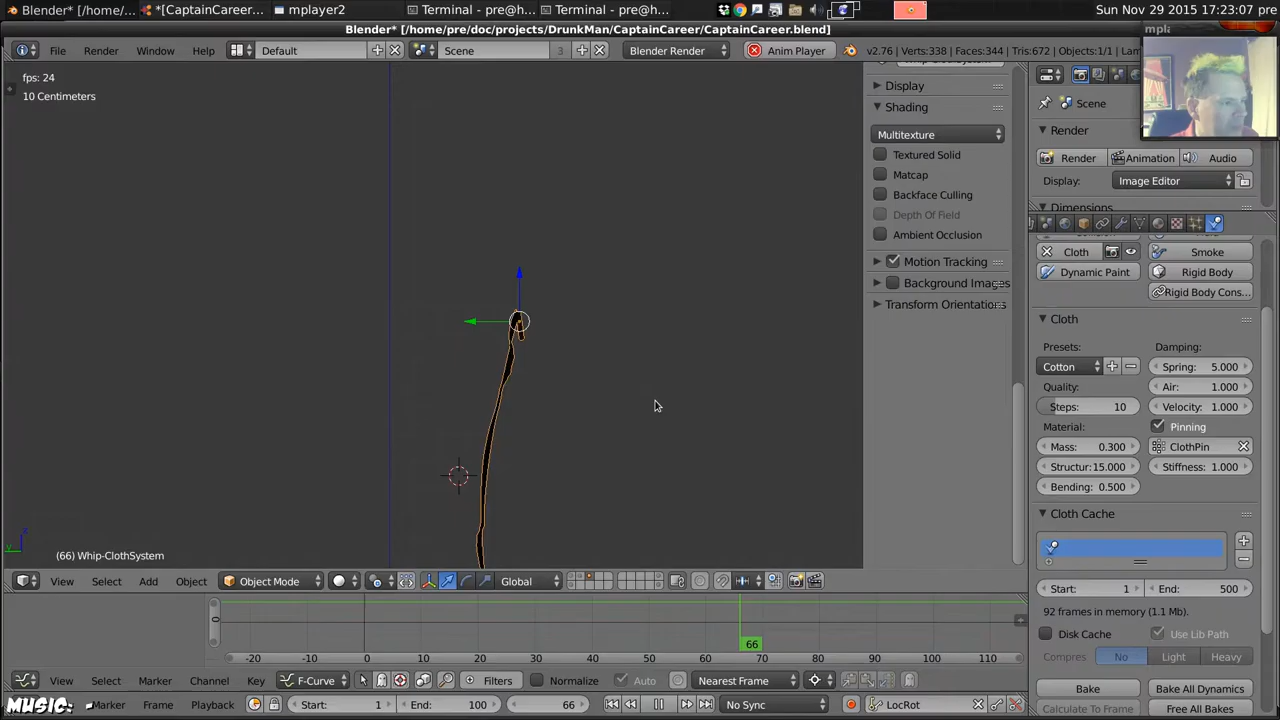 Blender* [/home/... *[CaptainCareer)... mplayer2 Terminal - pre@h... Terminal - pre@h... Sun Nov 29 2015 17:23:07 pre
Blender* [/home/pre/doc/projects/DrunkMan/CaptainCareer/CaptainCareer.blend]
File Render Window Default Scene 3 Blender Render Anim Player v2.76 | Verts:338 | Faces:344 | Tris:672 | Objects:1/1 | Lam
fps: 24
10 Centimeters
Display
Shading
Multitexture
Textured Solid
Matcap
Backface Culling
Depth Of Field
Ambient Occlusion
Motion Tracking
Background Images
Transform Orientations
Scene
Render
Render Animation Audio
Display: Image Editor
Dimensions
Cloth Smoke
Dynamic Paint Rigid Body
Rigid Body Cons...
Cloth
Presets: Damping:
Cotton Spring: 5.000
Quality: Air: 1.000
Steps: 10 Velocity: 1.000
Material: Pinning
Mass: 0.300 ClothPin
Structur:15.000 Stiffness: 1.000
Bending: 0.500
Cloth Cache
Start: 1 End: 500
92 frames in memory (1.1 Mb).
Disk Cache Use Lib Path
Compres No Light Heavy
Bake Bake All Dynamics
Calculate To Frame Free All Bakes
z
y
(66) Whip-ClothSystem
View Select Add Object Object Mode Global
0
66
-20 -10 0 10 20 30 40 50 60 70 80 90 100 110
View Select Marker Channel Key F-Curve Filters Normalize Auto Nearest Frame
MUSIC: Marker Frame Playback Start: 1 End: 100 66 No Sync LocRot